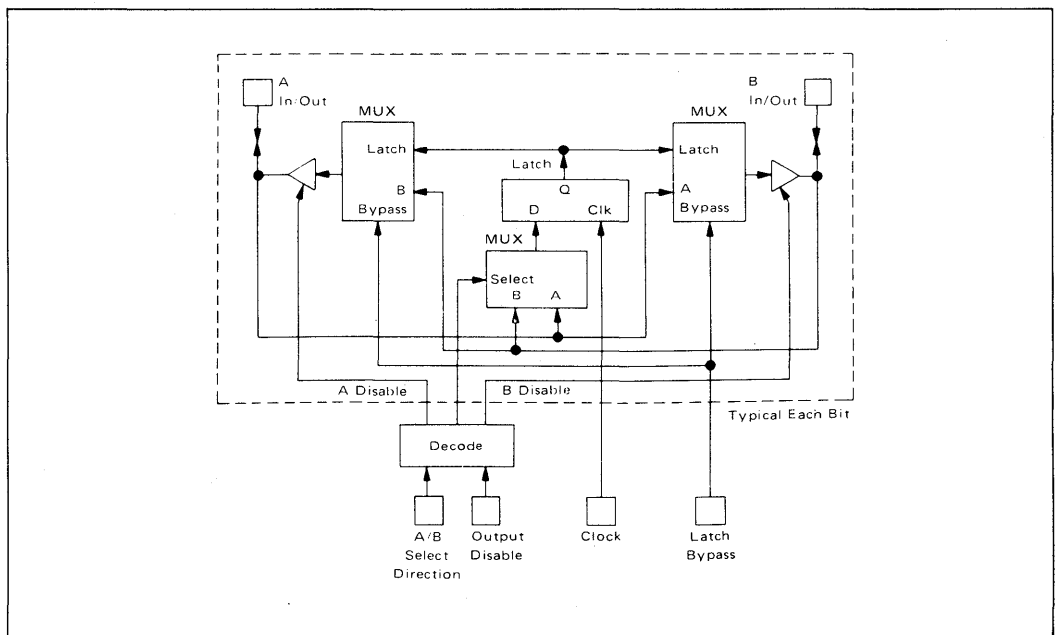 A
In/Out
B
In/Out
MUX
MUX
Latch
Latch
Latch
Q
B
A
Bypass
Bypass
D Clk
MUX
Select
B A
A Disable
B Disable
Typical Each Bit
Decode
A/B
Select
Direction
Output
Disable
Clock
Latch
Bypass